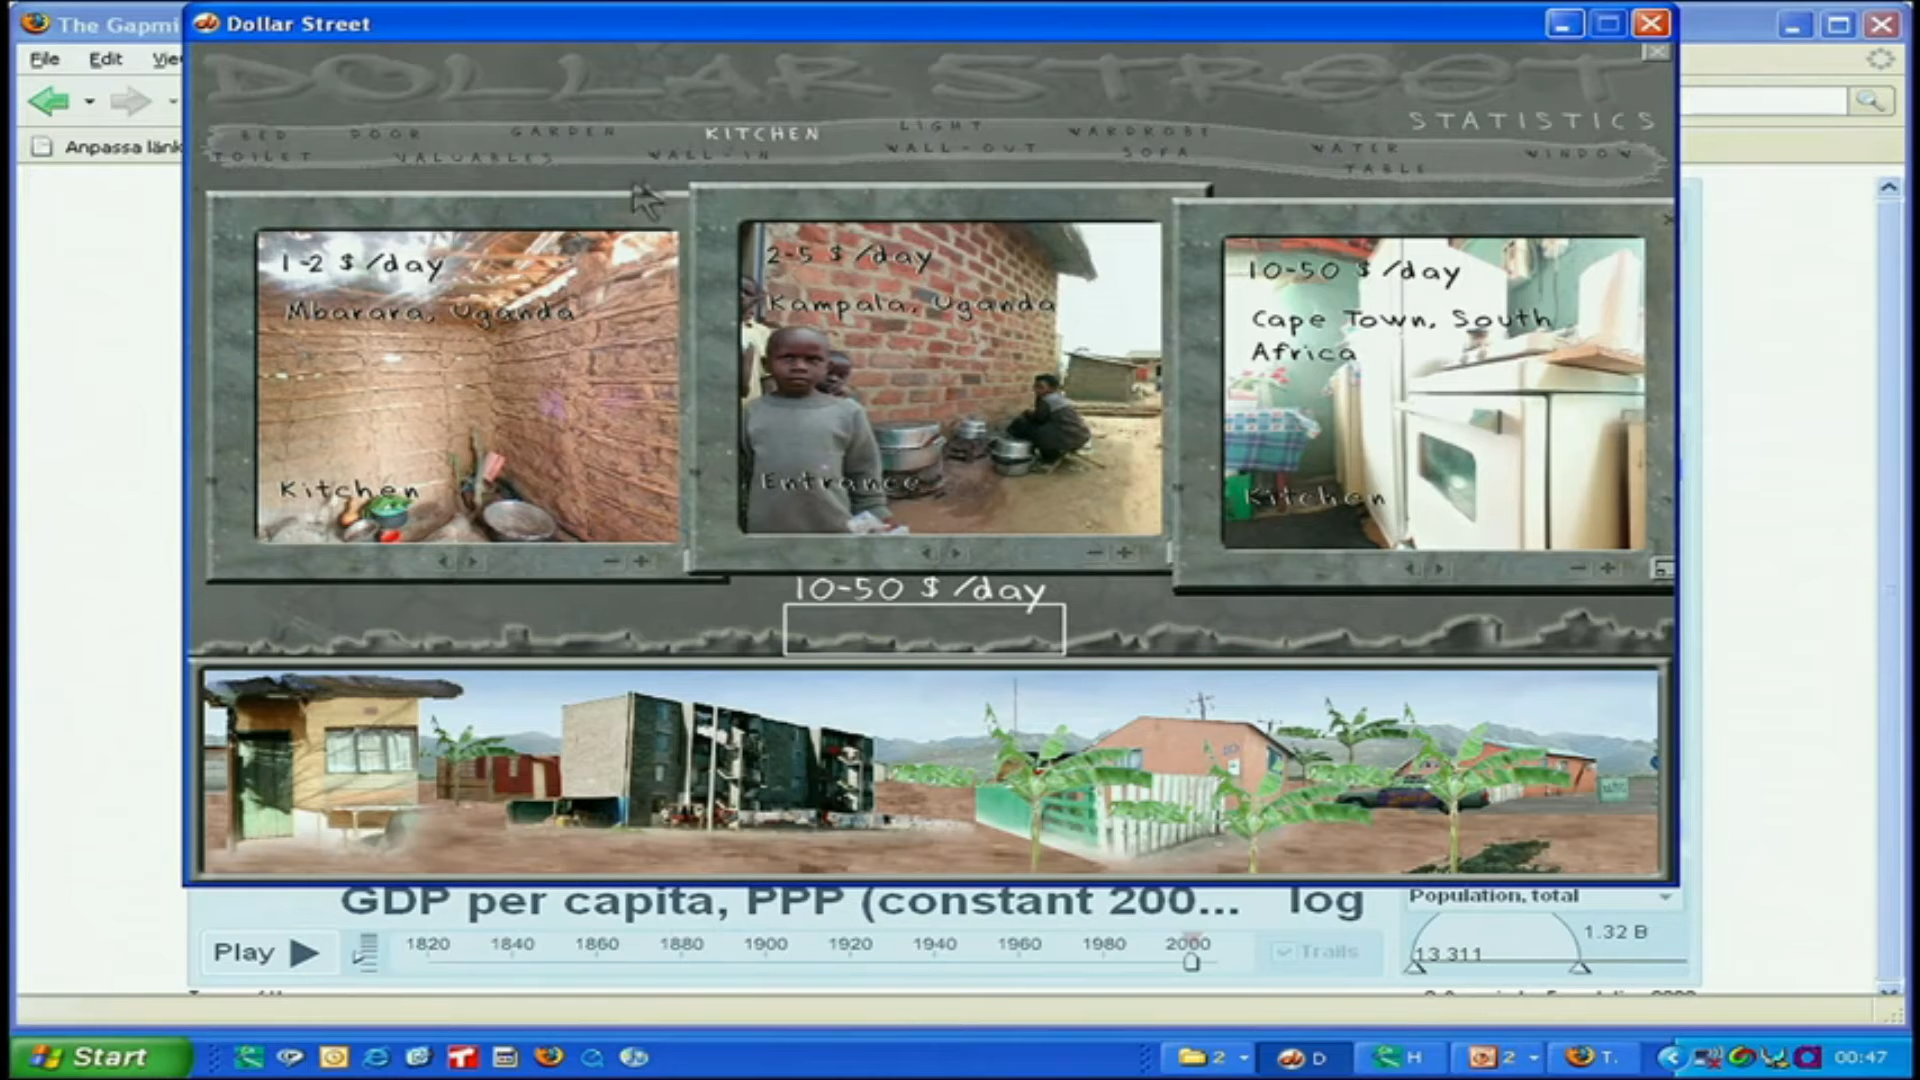 The Gapmi
Dollar Street
File Edit Vie
DOLLAR STREET
STATISTICS
BED DOOR GARDEN KITCHEN LIGHT WARDROBE WATER WINDOW
TOILET VALUABLES WALL-IN WALL-OUT SOFA TABLE
Anpassa länk
1-2 $/day
Mbarara, Uganda
Kitchen
2-5 $/day
Kampala, Uganda
Entrance
10-50 $/day
Cape Town, South
Africa
Kitchen
10-50 $/day
GDP per capita, PPP (constant 200... log
Population, total
1.32 B
13 311
Play
1820 1840 1860 1880 1900 1920 1940 1960 1980 2000
Trails
Start
2
D
H
2
T.
00:47